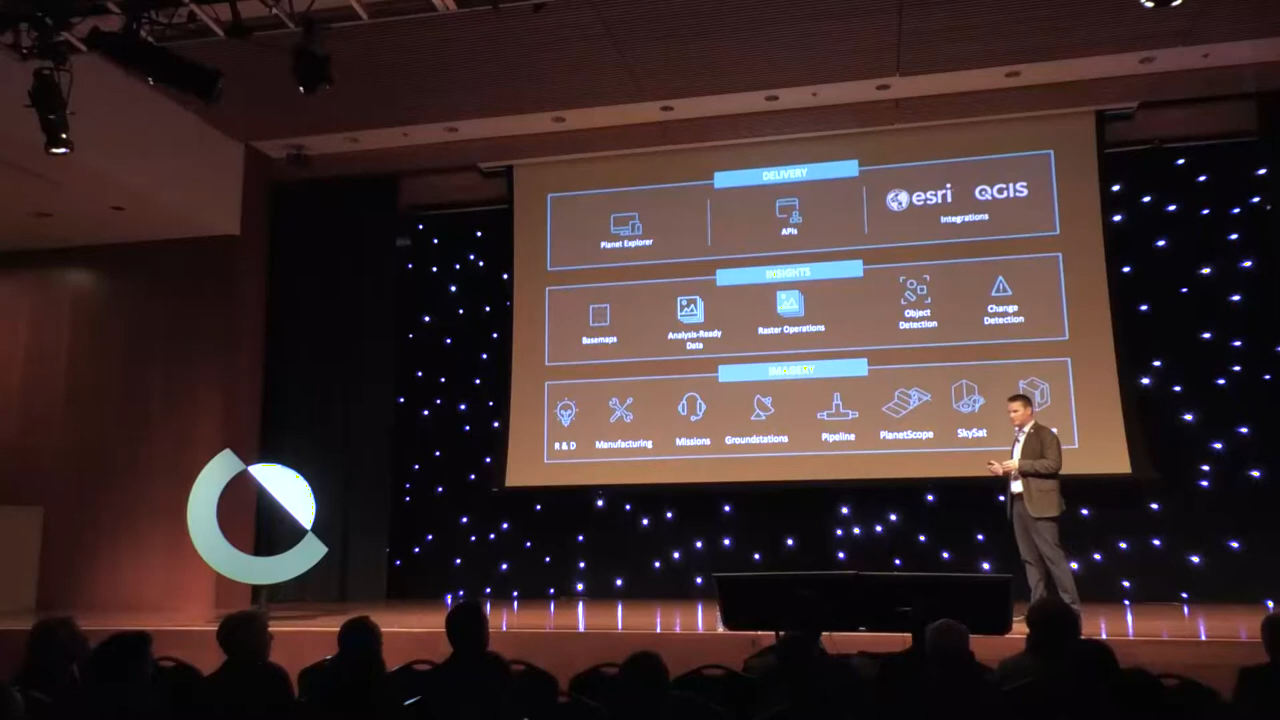 DELIVERY
esri QGIS
Planet Explorer
APIs
Integrations
INSIGHTS
Basemaps
Analysis-Ready
Data
Raster Operations
Object
Detection
Change
Detection
IMAGERY
R & D
Manufacturing
Missions
Groundstations
Pipeline
PlanetScope
SkySat